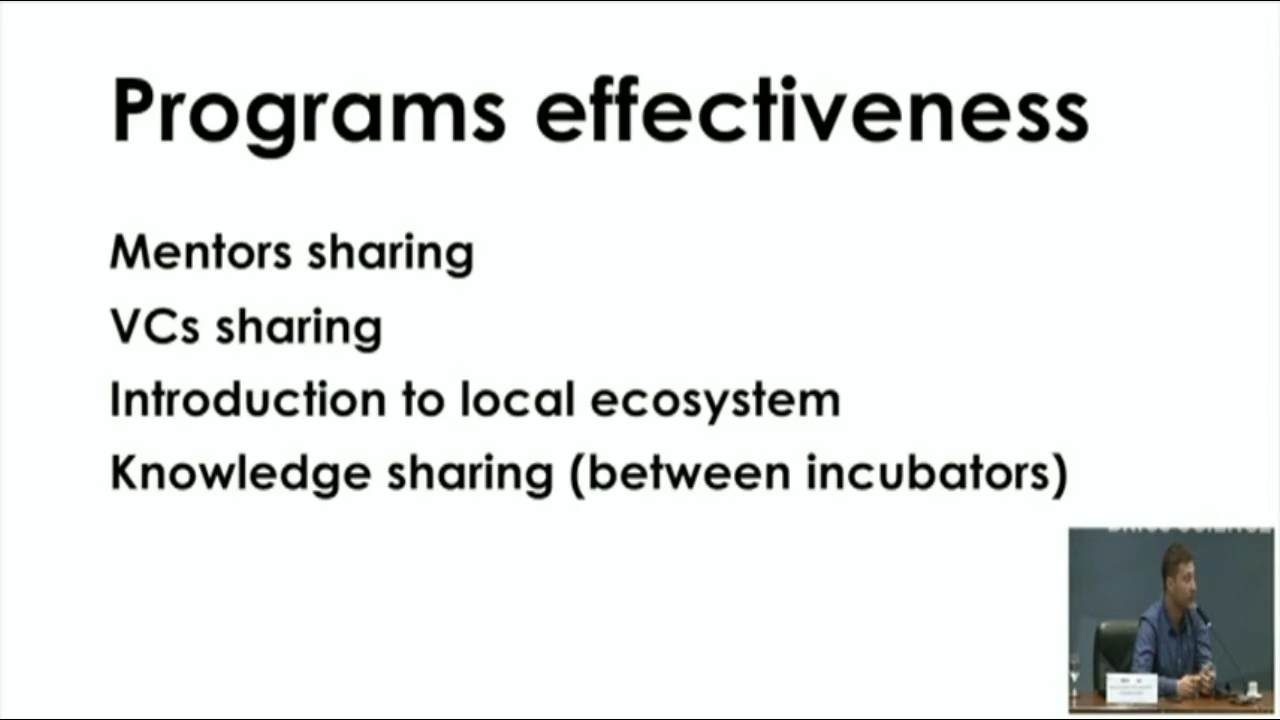 Programs effectiveness
Mentors sharing
VCs sharing
Introduction to local ecosystem
Knowledge sharing (between incubators)